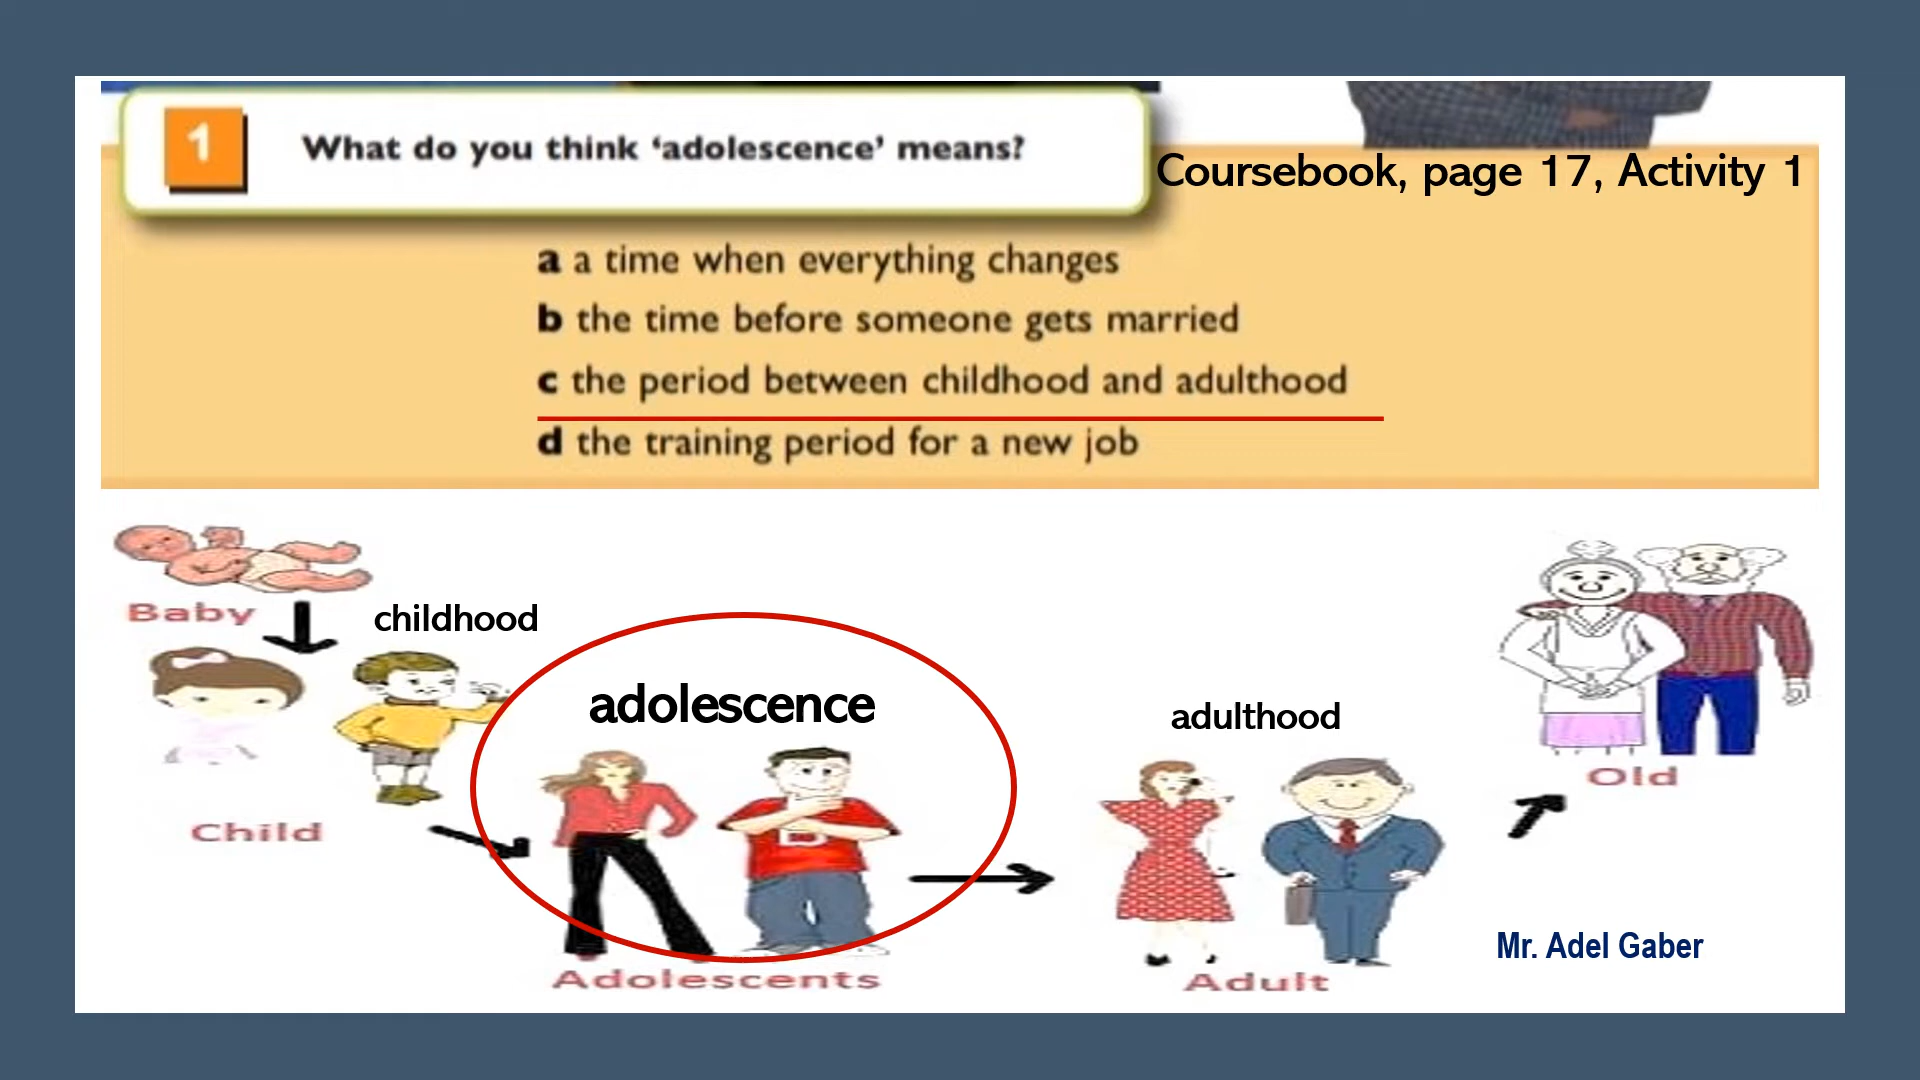 1
What do you think ‘adolescence’ means?
Coursebook, page 17, Activity 1
a a time when everything changes
b the time before someone gets married
c the period between childhood and adulthood
d the training period for a new job
Baby
childhood
Child
adolescence
Adolescents
adulthood
Adult
Old
Mr. Adel Gaber